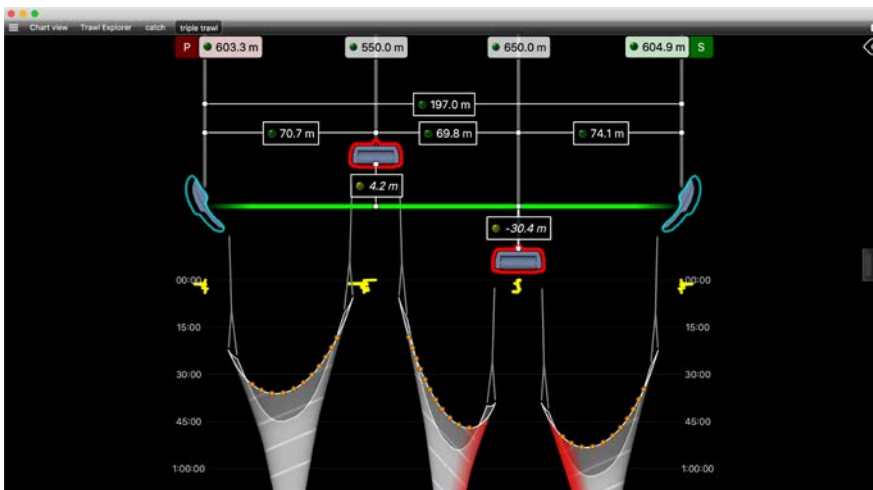 Chart view Trawl Explorer catch triple trawl
P 603.3 m 550.0 m 650.0 m 604.9 m S
197.0 m
70.7 m 69.8 m 74.1 m
4.2 m
-30.4 m
00:00 00:00
15:00 15:00
30:00 30:00
45:00 45:00
1:00:00 1:00:00